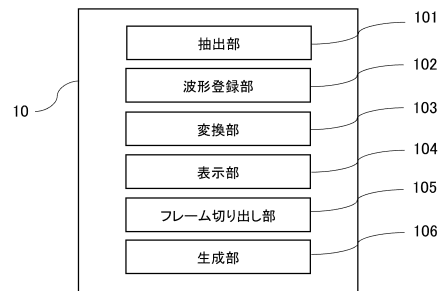 抽出部 101
波形登録部 102
10
変換部 103
表示部 104
フレーム切り出し部 105
生成部 106